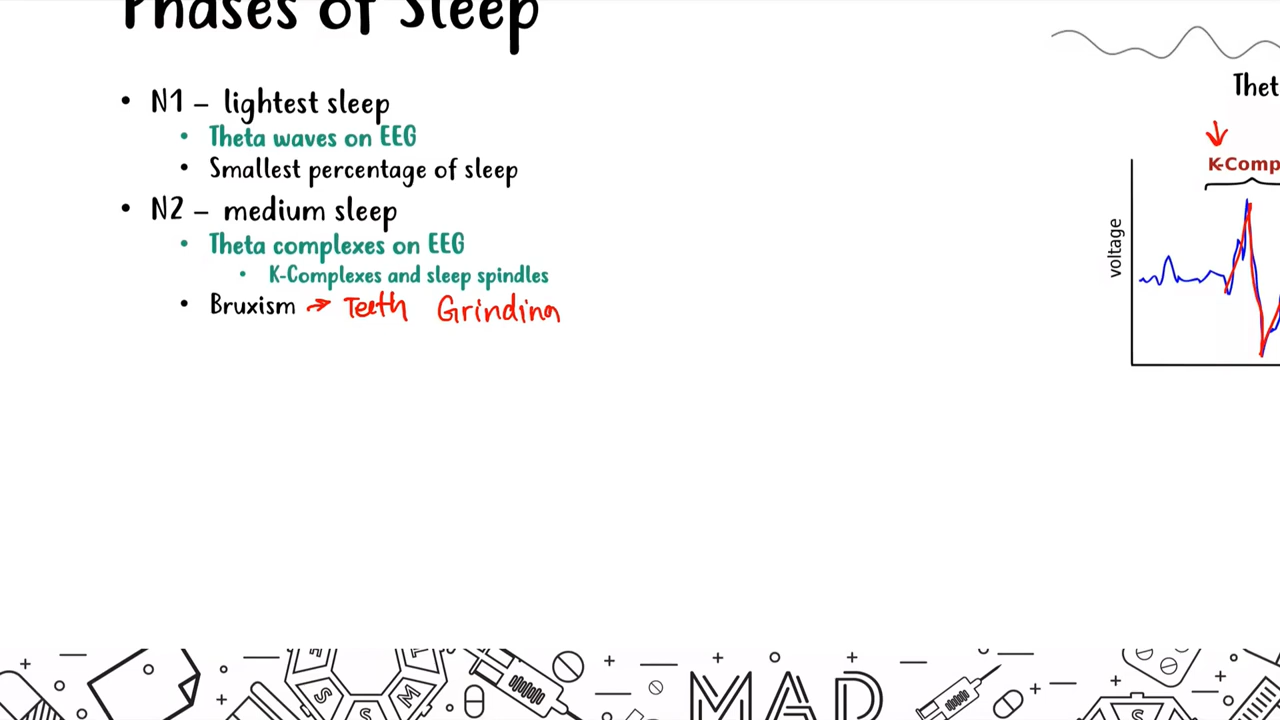 Phases of Sleep
• N1 – lightest sleep
• Theta waves on EEG
• Smallest percentage of sleep
• N2 – medium sleep
• Theta complexes on EEG
• K-Complexes and sleep spindles
• Bruxism → Teeth Grinding
Thet
K-Comp
voltage
S S M
MAD
S S